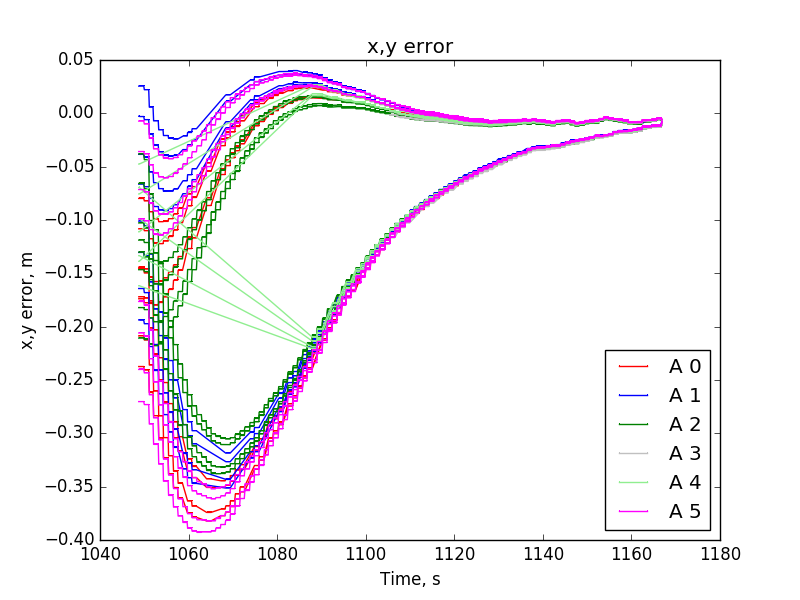 x,y error
0.05
0.00
−0.05
−0.10
−0.15
−0.20
−0.25
−0.30
−0.35
−0.40
x,y error, m
A 0
A 1
A 2
A 3
A 4
A 5
1040 1060 1080 1100 1120 1140 1160 1180
Time, s